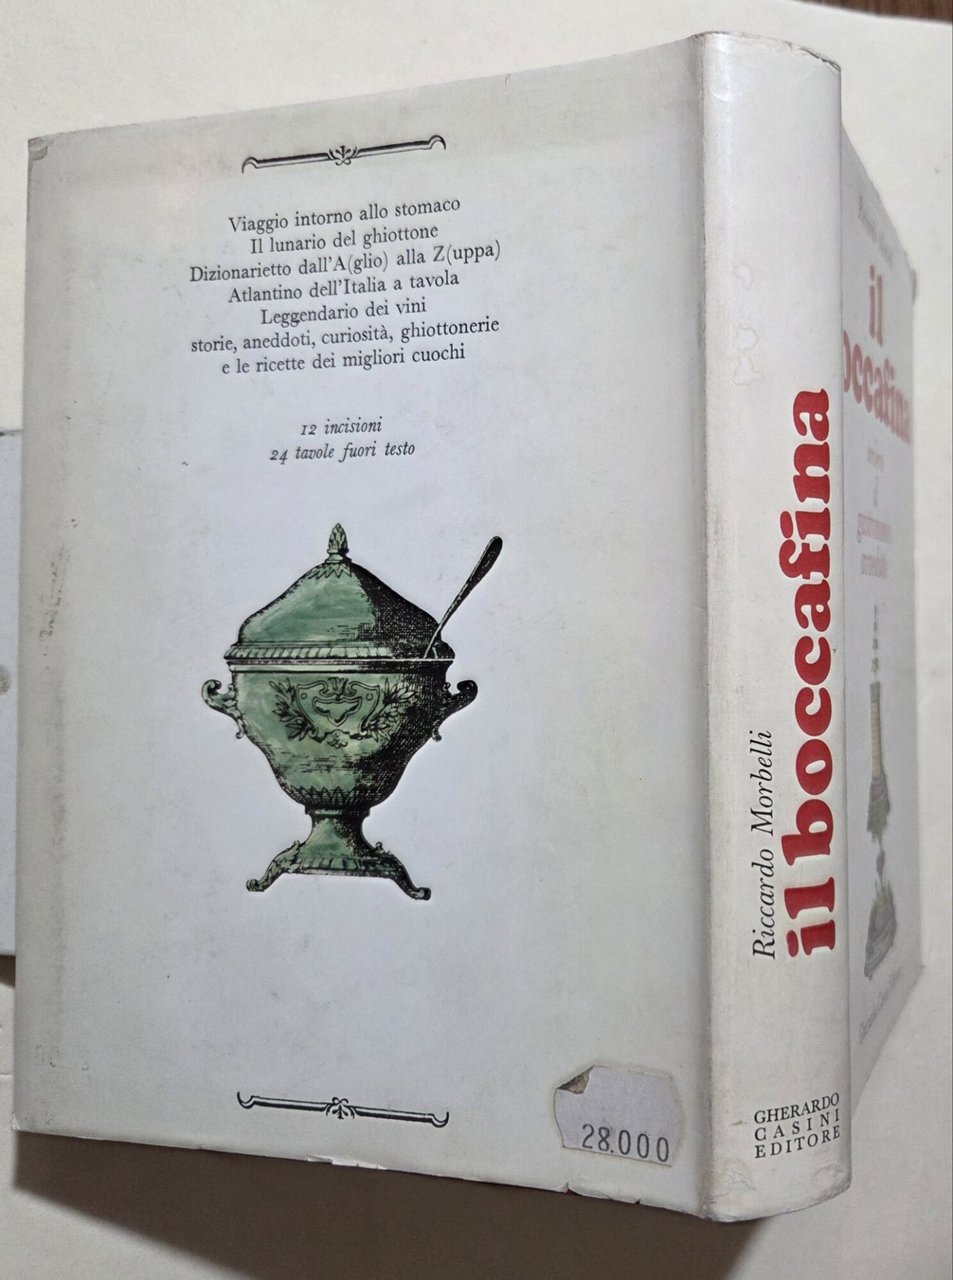 Viaggio intorno allo stomaco
Il lunario del ghiottone
Dizionarietto dall'A(glio) alla Z(uppa)
Atlantino dell'Italia a tavola
Leggendario dei vini
storie, aneddoti, curiosità, ghiottonerie
e le ricette dei migliori cuochi
12 incisioni
24 tavole fuori testo
28.000
Riccardo Morbelli
il boccafina
GHERARDO
CASINI
EDITORE
il
occafina